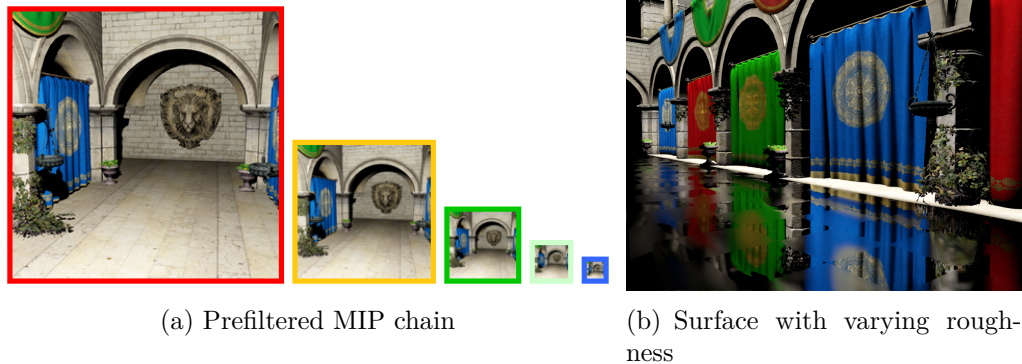 (a) Prefiltered MIP chain
(b) Surface with varying rough-
ness